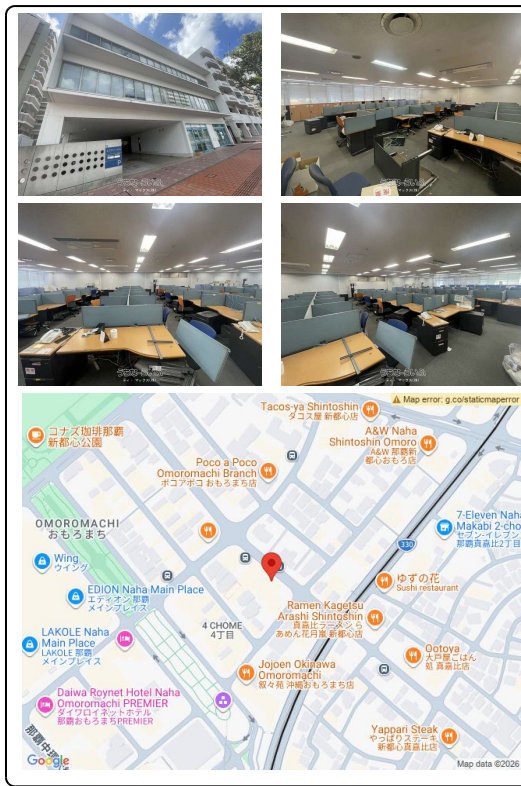 Map error: g.co/staticmaperror
Tacos-ya Shintoshin
タコス屋 新都心店
コナズ珈琲那覇
新都心公園
A&W Naha
Shintoshin Omoro
A&W 那覇新
都心おもろ店
Poco a Poco
Omoromachi Branch
ポコアポコ おもろまち店
7-Eleven Naha
Makabi 2-cho
セブン-イレブン
那覇真嘉比2丁目
OMOROMACHI
おもろまち
330
Wing
ウイング
EDION Naha Main Place
エディオン 那覇
メインプレイス
ゆずの花
Sushi restaurant
Ramen Kagetsu
Arashi Shintoshin
真嘉比ラーメン ら
あめん花月嵐 新都心店
4 CHOME
4丁目
LAKOLE Naha
Main Place
LAKOLE 那覇
メインプレイス
Ootoya
大戸屋ごはん
処 真嘉比店
Jojoen Okinawa
Omoromachi
叙々苑 沖縄おもろまち店
Daiwa Roynet Hotel Naha
Omoromachi PREMIER
ダイワロイネットホテル
那覇おもろまちPREMIER
Yappari Steak
やっぱりステーキ
新都心真嘉比店
那覇中環
Google
Map data ©2026